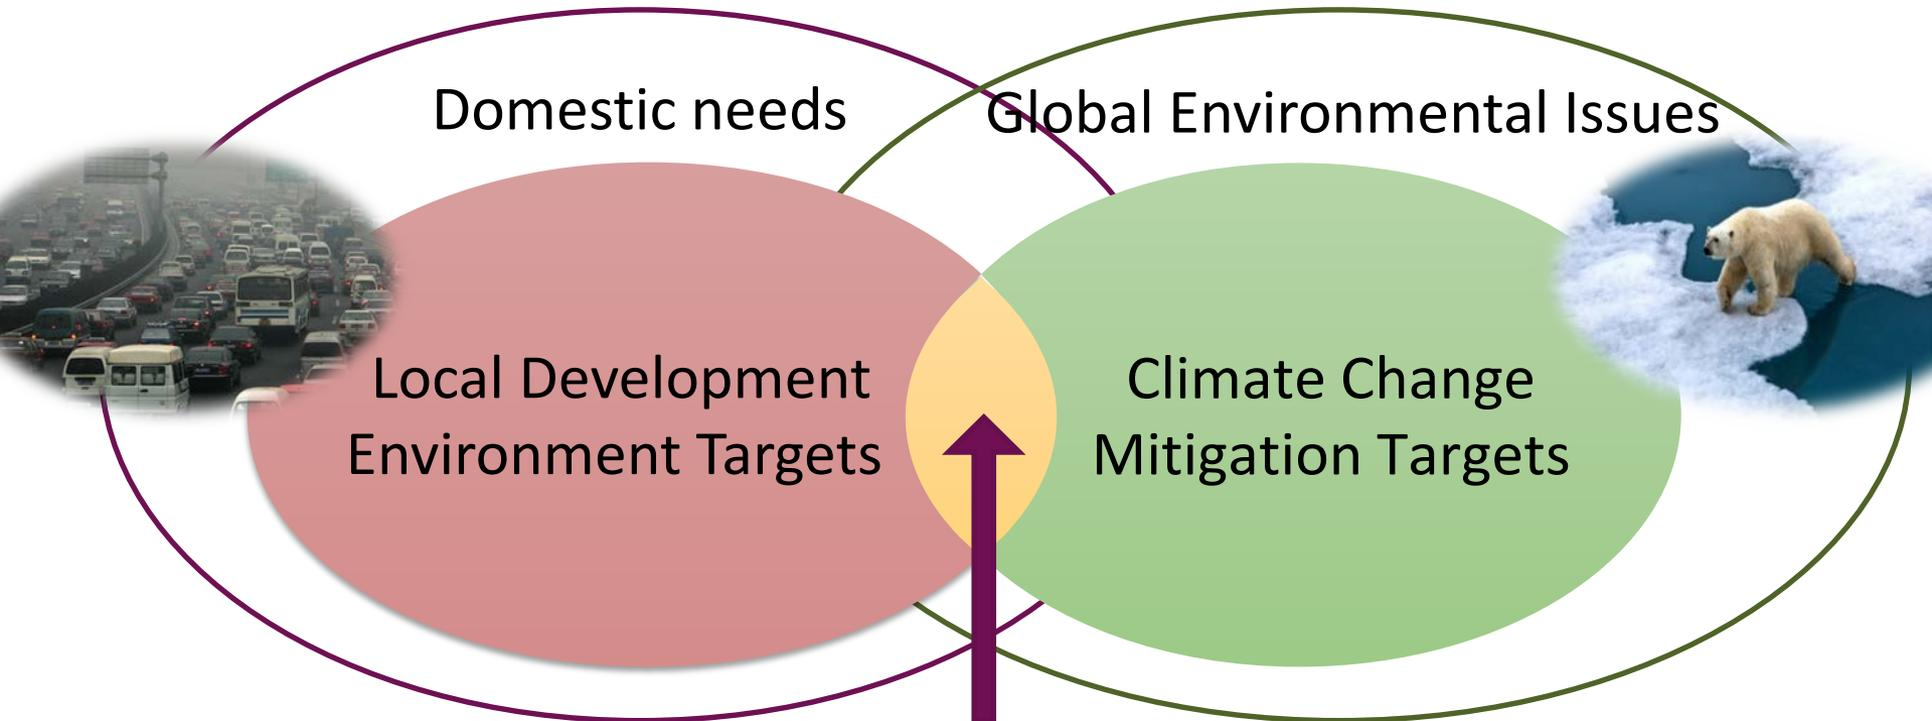 Domestic needs
Global Environmental Issues
Local Development
Environment Targets
Climate Change
Mitigation Targets